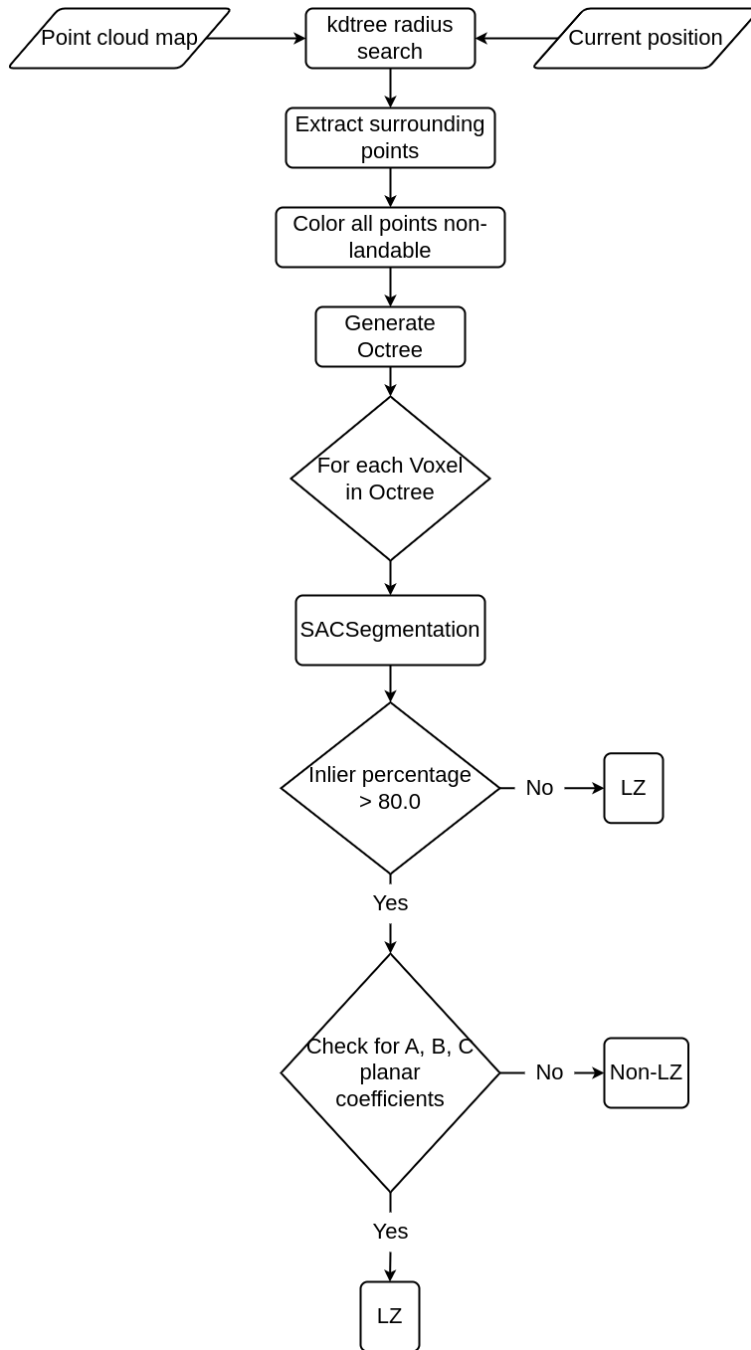 Point cloud map
kdtree radius
search
Current position
Extract surrounding
points
Color all points non-
landable
Generate
Octree
For each Voxel
in Octree
SACSegmentation
Inlier percentage
> 80.0
No
LZ
Yes
Check for A, B, C
planar
coefficients
No
Non-LZ
Yes
LZ